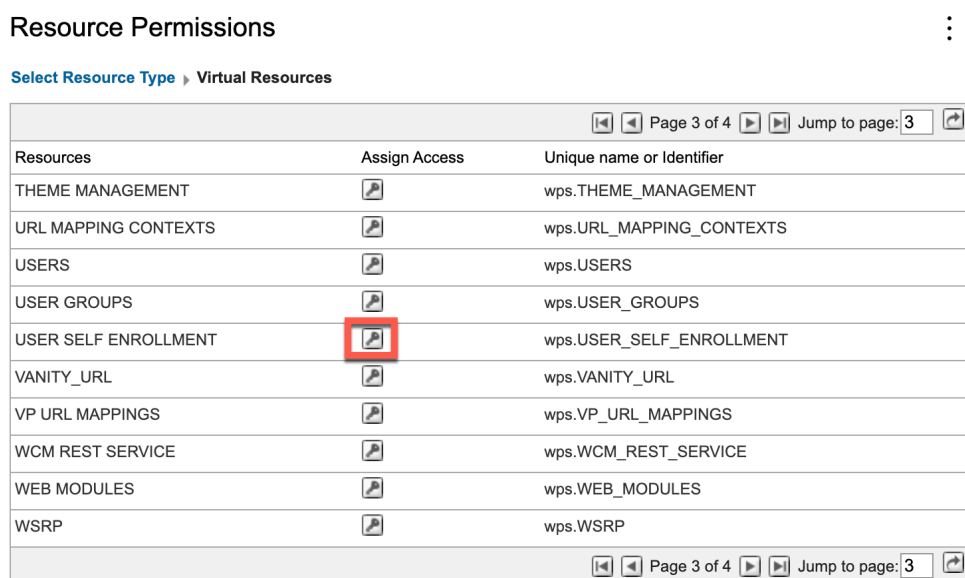 Resource Permissions
Select Resource Type Virtual Resources
Page 3 of 4 Jump to page: 3
Resources Assign Access Unique name or Identifier
THEME MANAGEMENT wps.THEME_MANAGEMENT
URL MAPPING CONTEXTS wps.URL_MAPPING_CONTEXTS
USERS wps.USERS
USER GROUPS wps.USER_GROUPS
USER SELF ENROLLMENT wps.USER_SELF_ENROLLMENT
VANITY_URL wps.VANITY_URL
VP URL MAPPINGS wps.VP_URL_MAPPINGS
WCM REST SERVICE wps.WCM_REST_SERVICE
WEB MODULES wps.WEB_MODULES
WSRP wps.WSRP
Page 3 of 4 Jump to page: 3